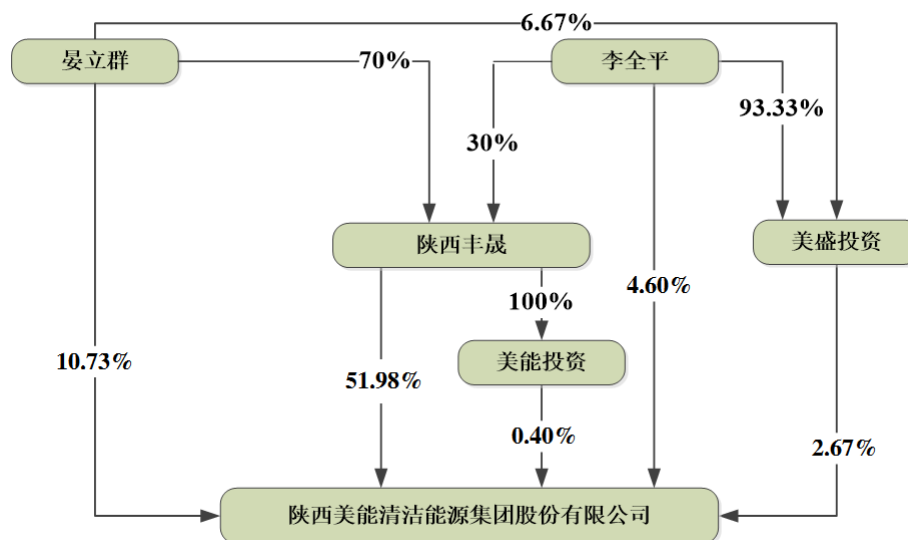 6.67%
晏立群
70%
李全平
93.33%
30%
陕西丰晟
美盛投资
4.60%
100%
10.73%
美能投资
51.98%
0.40%
2.67%
陕西美能清洁能源集团股份有限公司